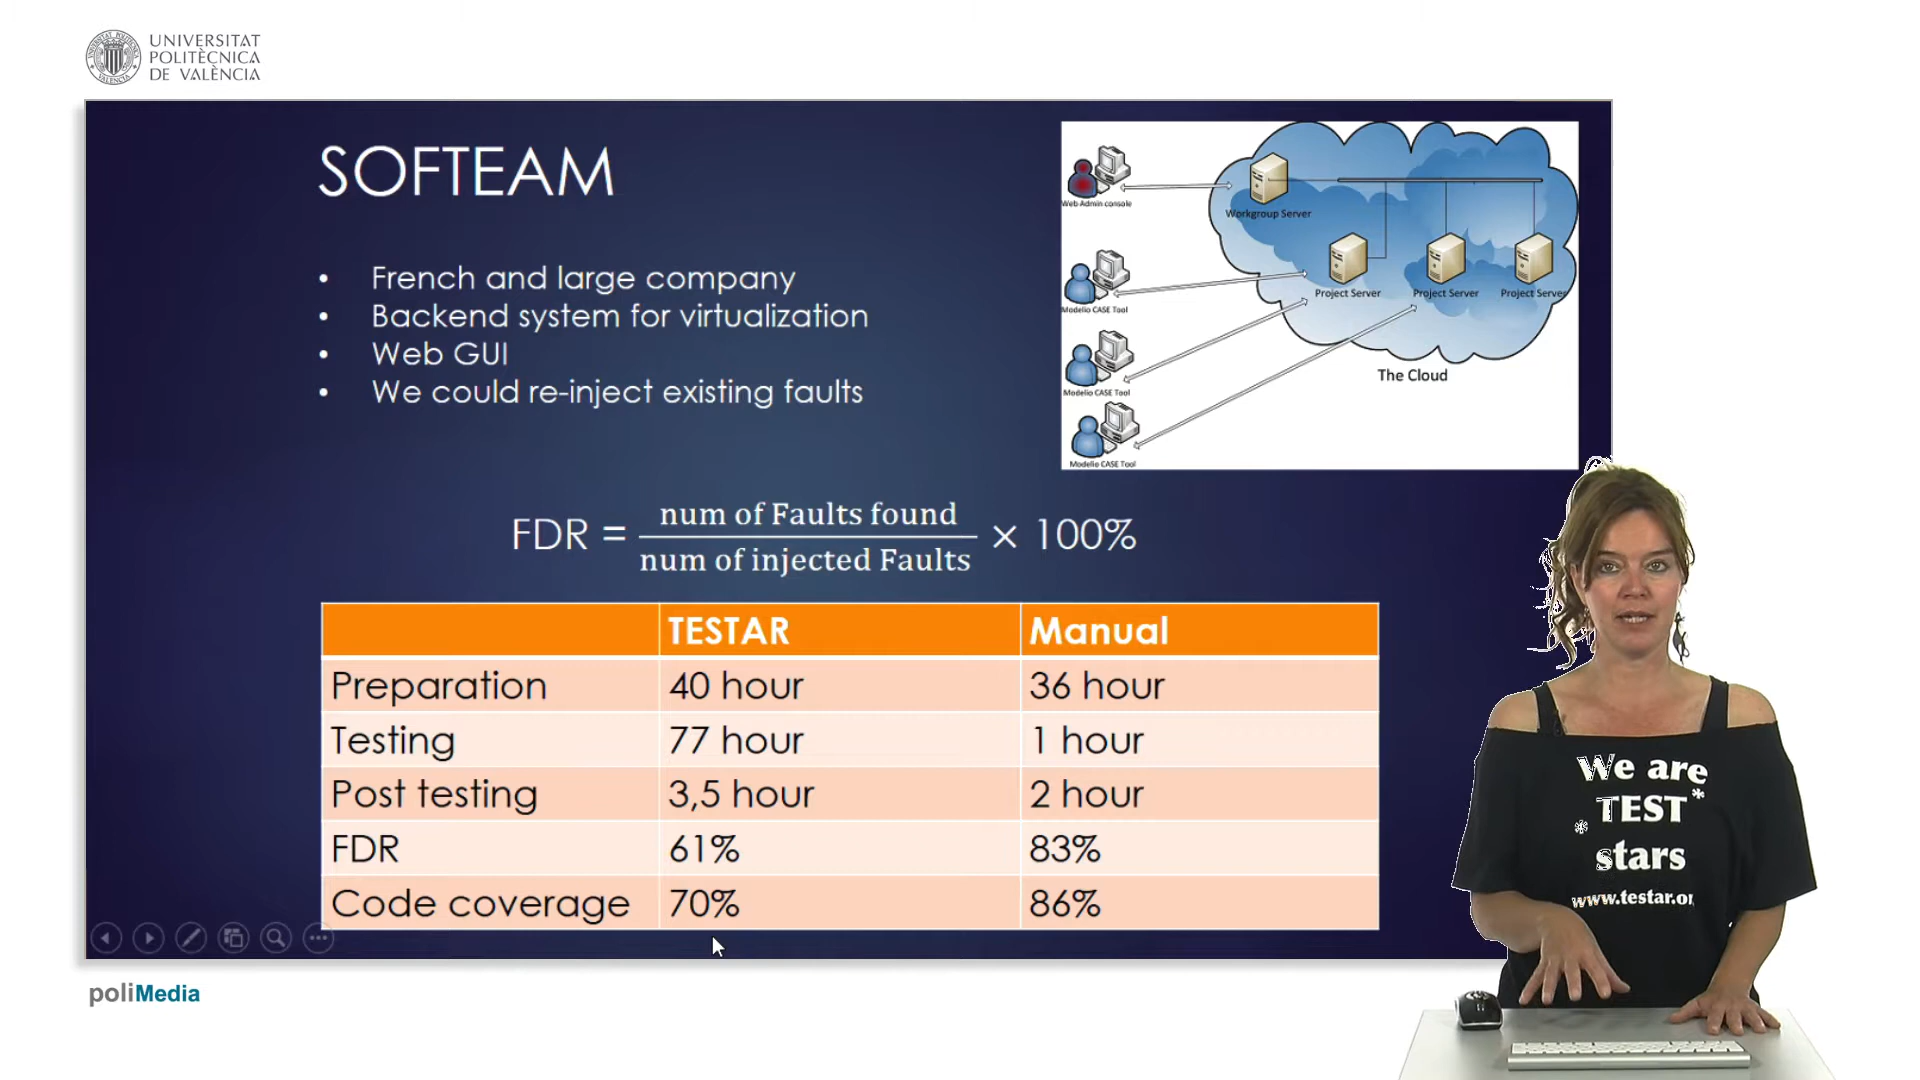 UNIVERSITAT
POLITÈCNICA
DE VALÈNCIA
SOFTEAM
• French and large company
• Backend system for virtualization
• Web GUI
• We could re-inject existing faults
Web Admin console
Workgroup Server
Modelio CASE Tool
Project Server
Project Server
Project Server
Modelio CASE Tool
The Cloud
Modelio CASE Tool
FDR = num of Faults found / num of injected Faults × 100%
TESTAR Manual
Preparation 40 hour 36 hour
Testing 77 hour 1 hour
Post testing 3,5 hour 2 hour
FDR 61% 83%
Code coverage 70% 86%
We are
TEST*
* stars
www.testar.or
poliMedia